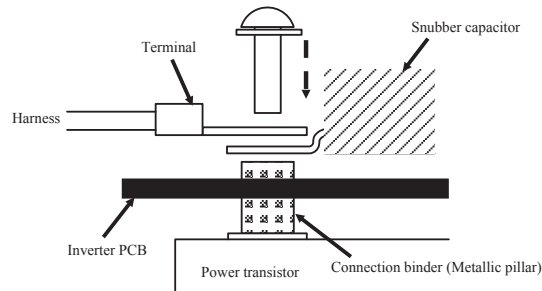 Snubber capacitor
Terminal
Harness
Inverter PCB
Power transistor
Connection binder (Metallic pillar)